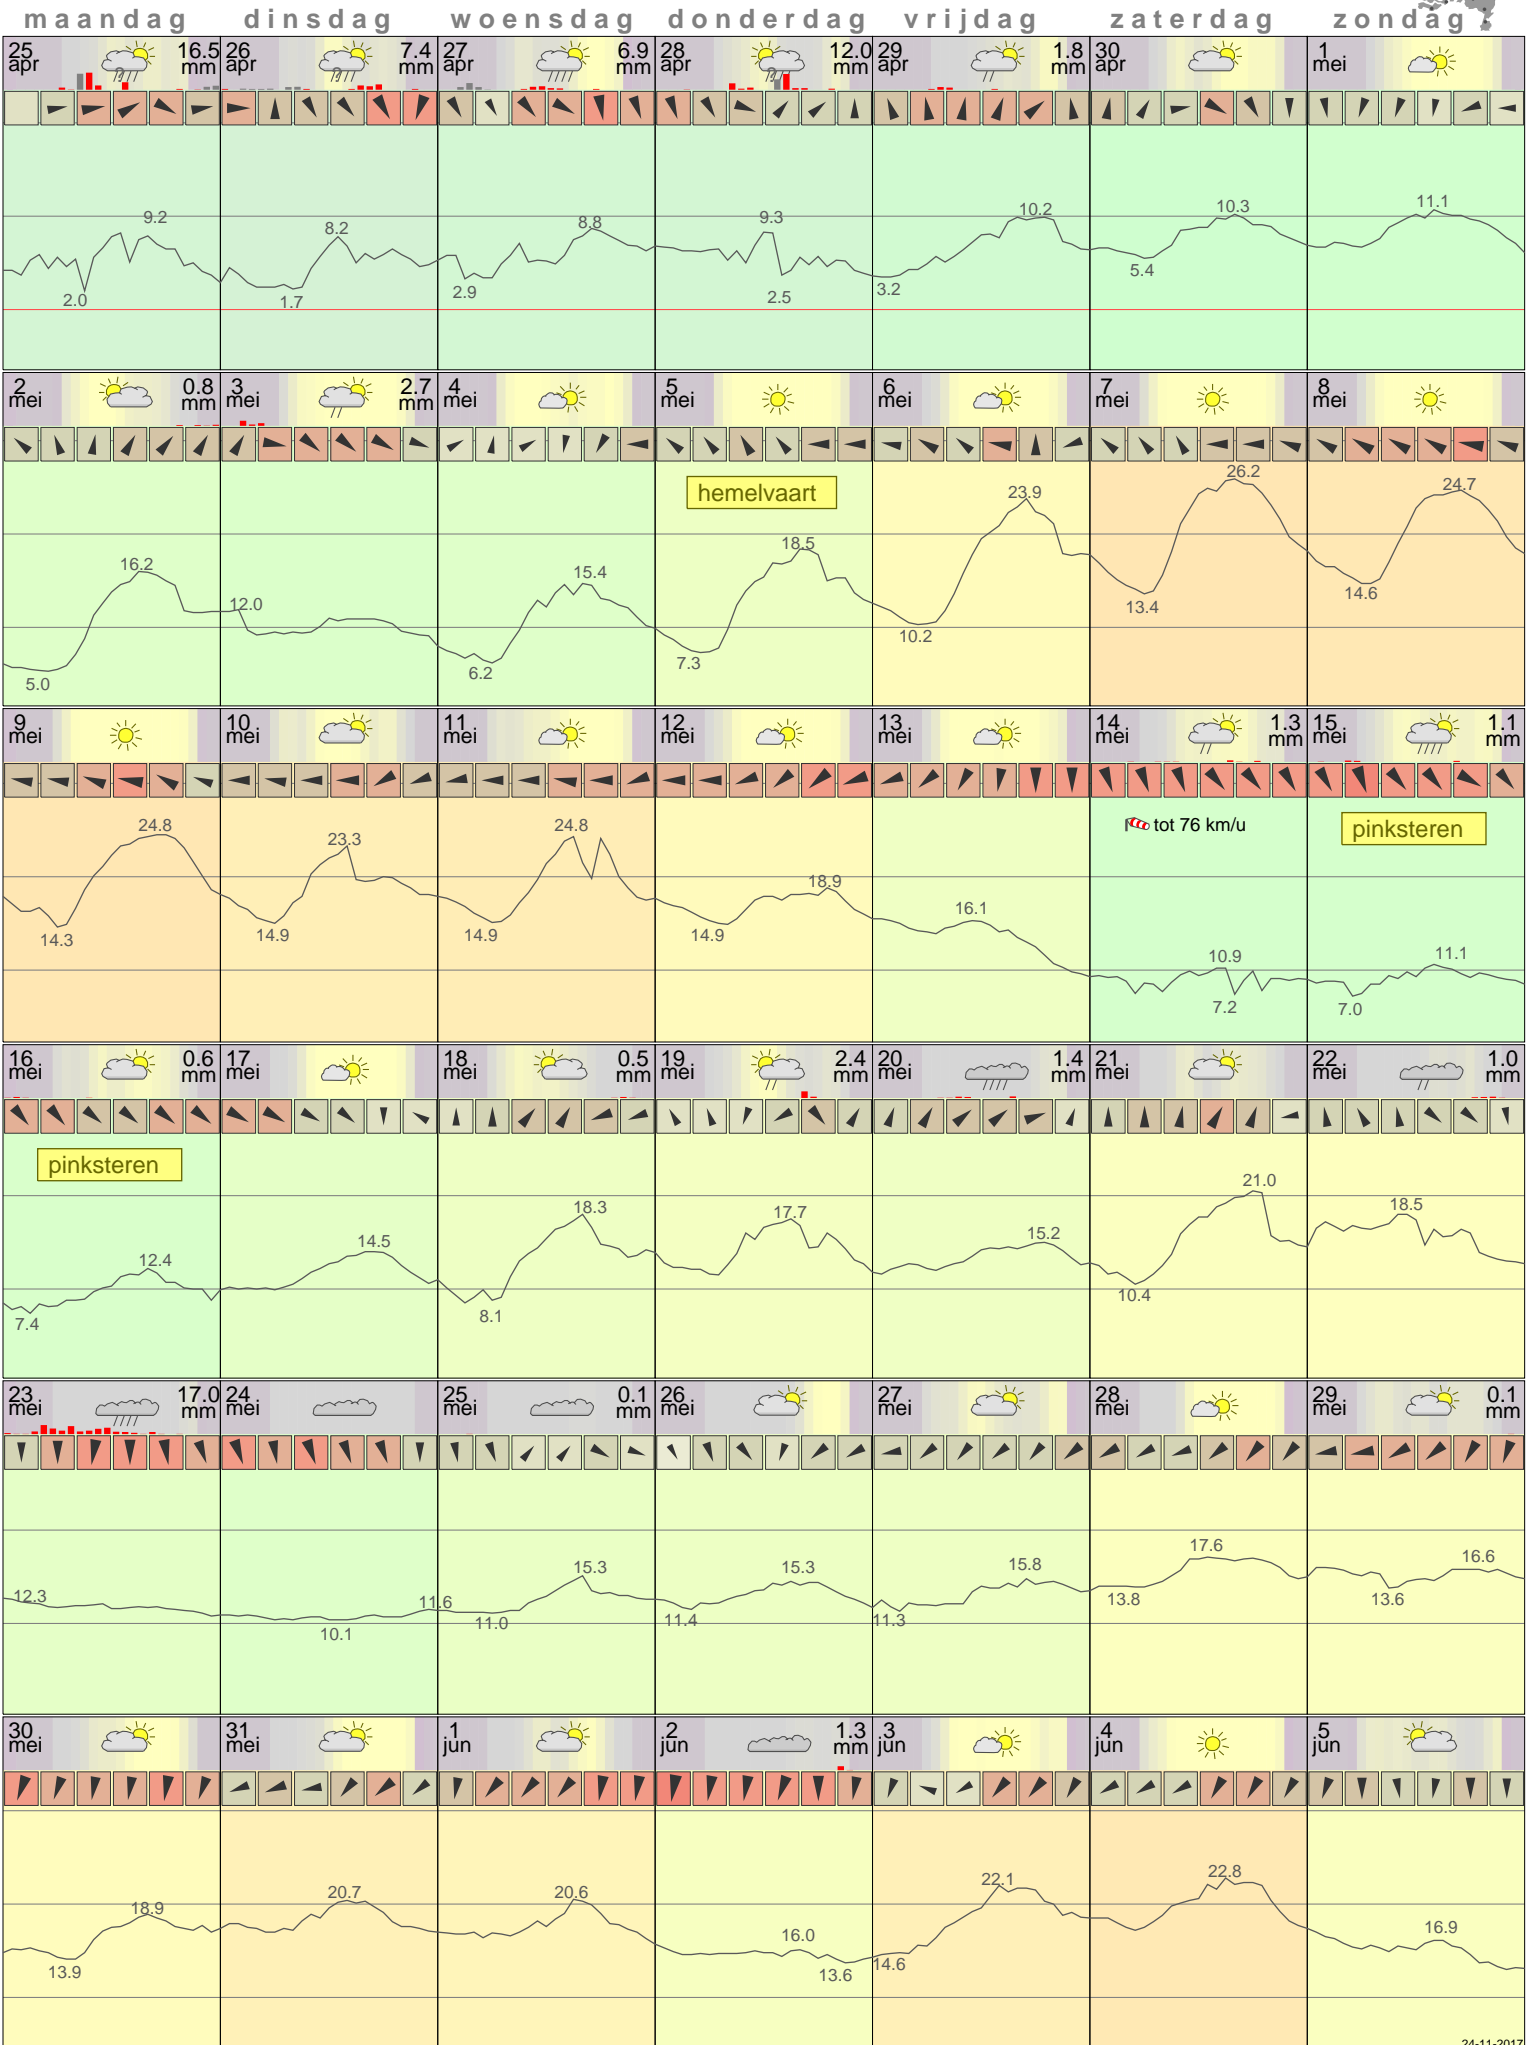 maandag dinsdag woensdag donderdag vrijdag zaterdag zondag
25 16.5 26 7.4 27 6.9 28 12.0 29 1.8 30 1
apr mm apr mm apr mm apr mm apr mm apr mei
? ? ?
9.2 8.2 8.8 9.3 10.2 10.3 11.1
2.0 1.7 2.9 2.5 3.2 5.4
2 0.8 3 2.7 4 5 6 7 8
mei mm mei mm mei mei mei mei mei
hemelvaart
16.2 12.0 15.4 18.5 23.9 26.2 24.7
5.0 6.2 7.3 10.2 13.4 14.6
9 10 11 12 13 14 1.3 15 1.1
mei mei mei mei mei mei mm mei mm
tot 76 km/u pinksteren
24.8 23.3 24.8 18.9 16.1 10.9 11.1
14.3 14.9 14.9 14.9 7.2 7.0
16 0.6 17 18 0.5 19 2.4 20 1.4 21 22 1.0
mei mm mei mei mm mei mm mei mm mei mei mm
pinksteren
12.4 14.5 18.3 17.7 15.2 21.0 18.5
7.4 8.1 10.4
23 17.0 24 25 0.1 26 27 28 29 0.1
mei mm mei mei mm mei mei mei mei mm
12.3 11.6 15.3 15.3 15.8 17.6 16.6
10.1 11.0 11.4 11.3 13.8 13.6
30 31 1 2 1.3 3 4 5
mei mei jun jun mm jun jun jun
18.9 20.7 20.6 16.0 22.1 22.8 16.9
13.9 13.6 14.6
24-11-2017